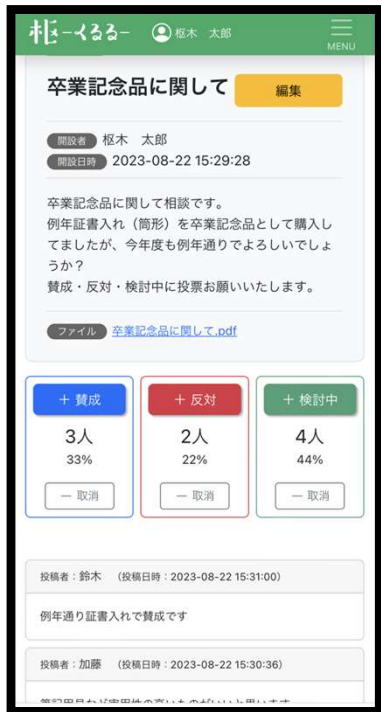 枢-くるる-
枢木 太郎
MENU
卒業記念品に関して
編集
開設者 枢木 太郎
開設日時 2023-08-22 15:29:28
卒業記念品に関して相談です。
例年証書入れ（筒形）を卒業記念品として購入し
てましたが、今年度も例年通りでよろしいでしょ
うか？
賛成・反対・検討中に投票お願いいたします。
ファイル 卒業記念品に関して.pdf
＋ 賛成
＋ 反対
＋ 検討中
3人
2人
4人
33%
22%
44%
— 取消
— 取消
— 取消
投稿者：鈴木 （投稿日時：2023-08-22 15:31:00）
例年通り証書入れで賛成です
投稿者：加藤 （投稿日時：2023-08-22 15:30:36）